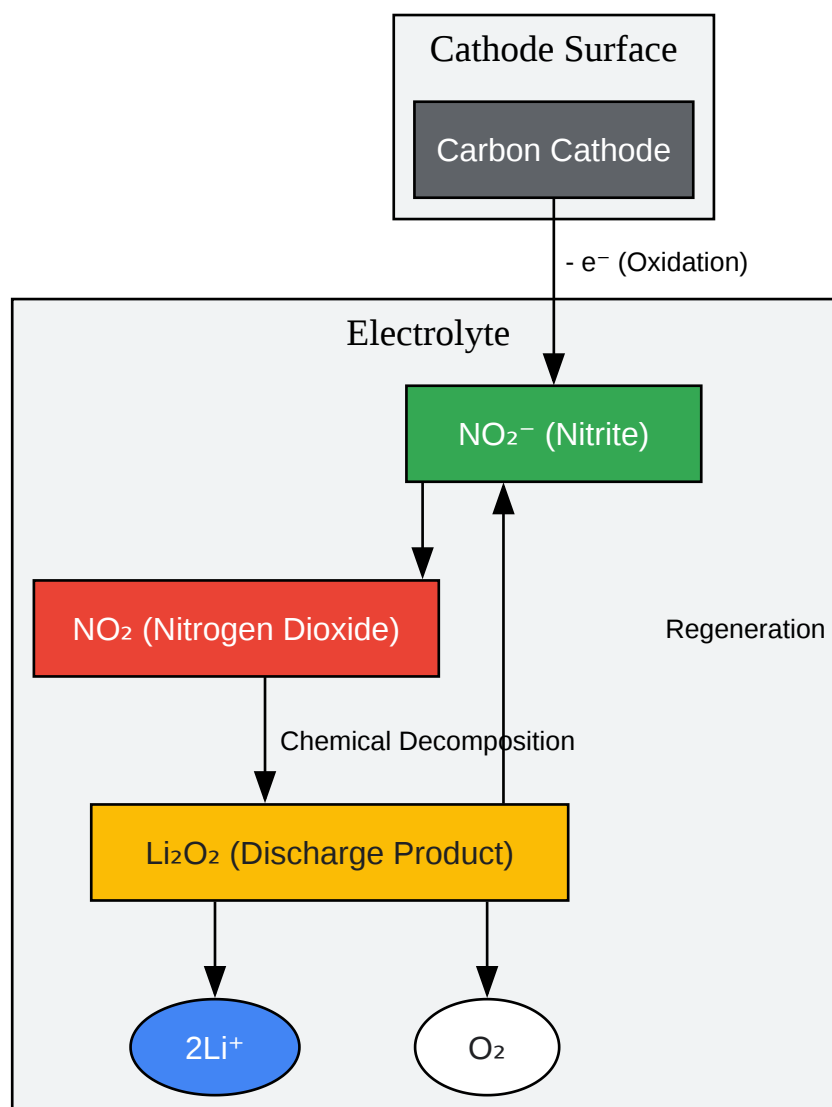 Cathode Surface
Carbon Cathode
- e⁻ (Oxidation)
Electrolyte
NO₂⁻ (Nitrite)
NO₂ (Nitrogen Dioxide)
Regeneration
Chemical Decomposition
Li₂O₂ (Discharge Product)
2Li⁺
O₂